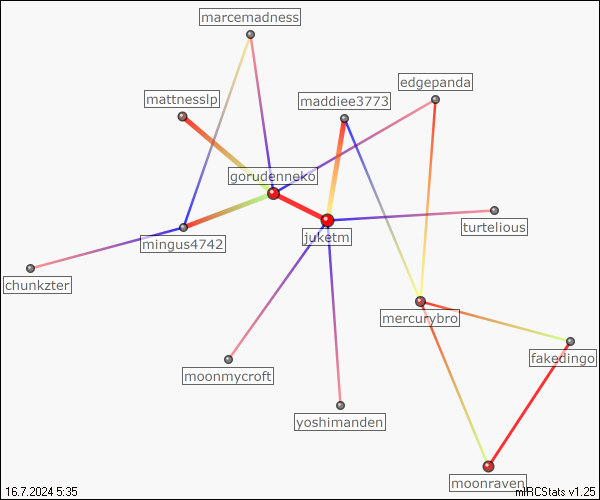 marcemadness
edgepanda
mattnesslp
maddiee3773
gorudenneko
turtelious
juketm
mingus4742
chunkzter
mercurybro
fakedingo
moonmycroft
yoshimanden
moonraven
16.7.2024 5:35
mIRCStats v1.25